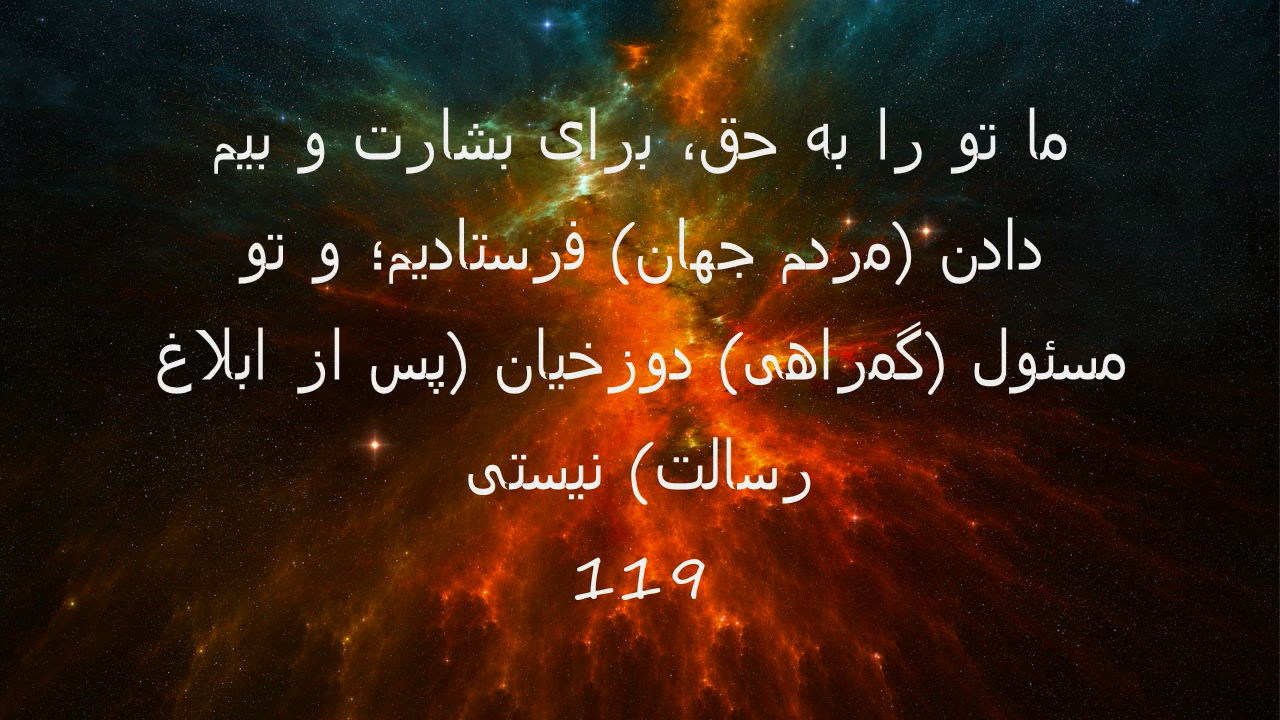 ما تو را به حق، برای بشارت و بیم
دادن (مردم جهان) فرستادیم؛ و تو
مسئول (گمراهی) دوزخیان (پس از ابلاغ
رسالت) نیستی
119